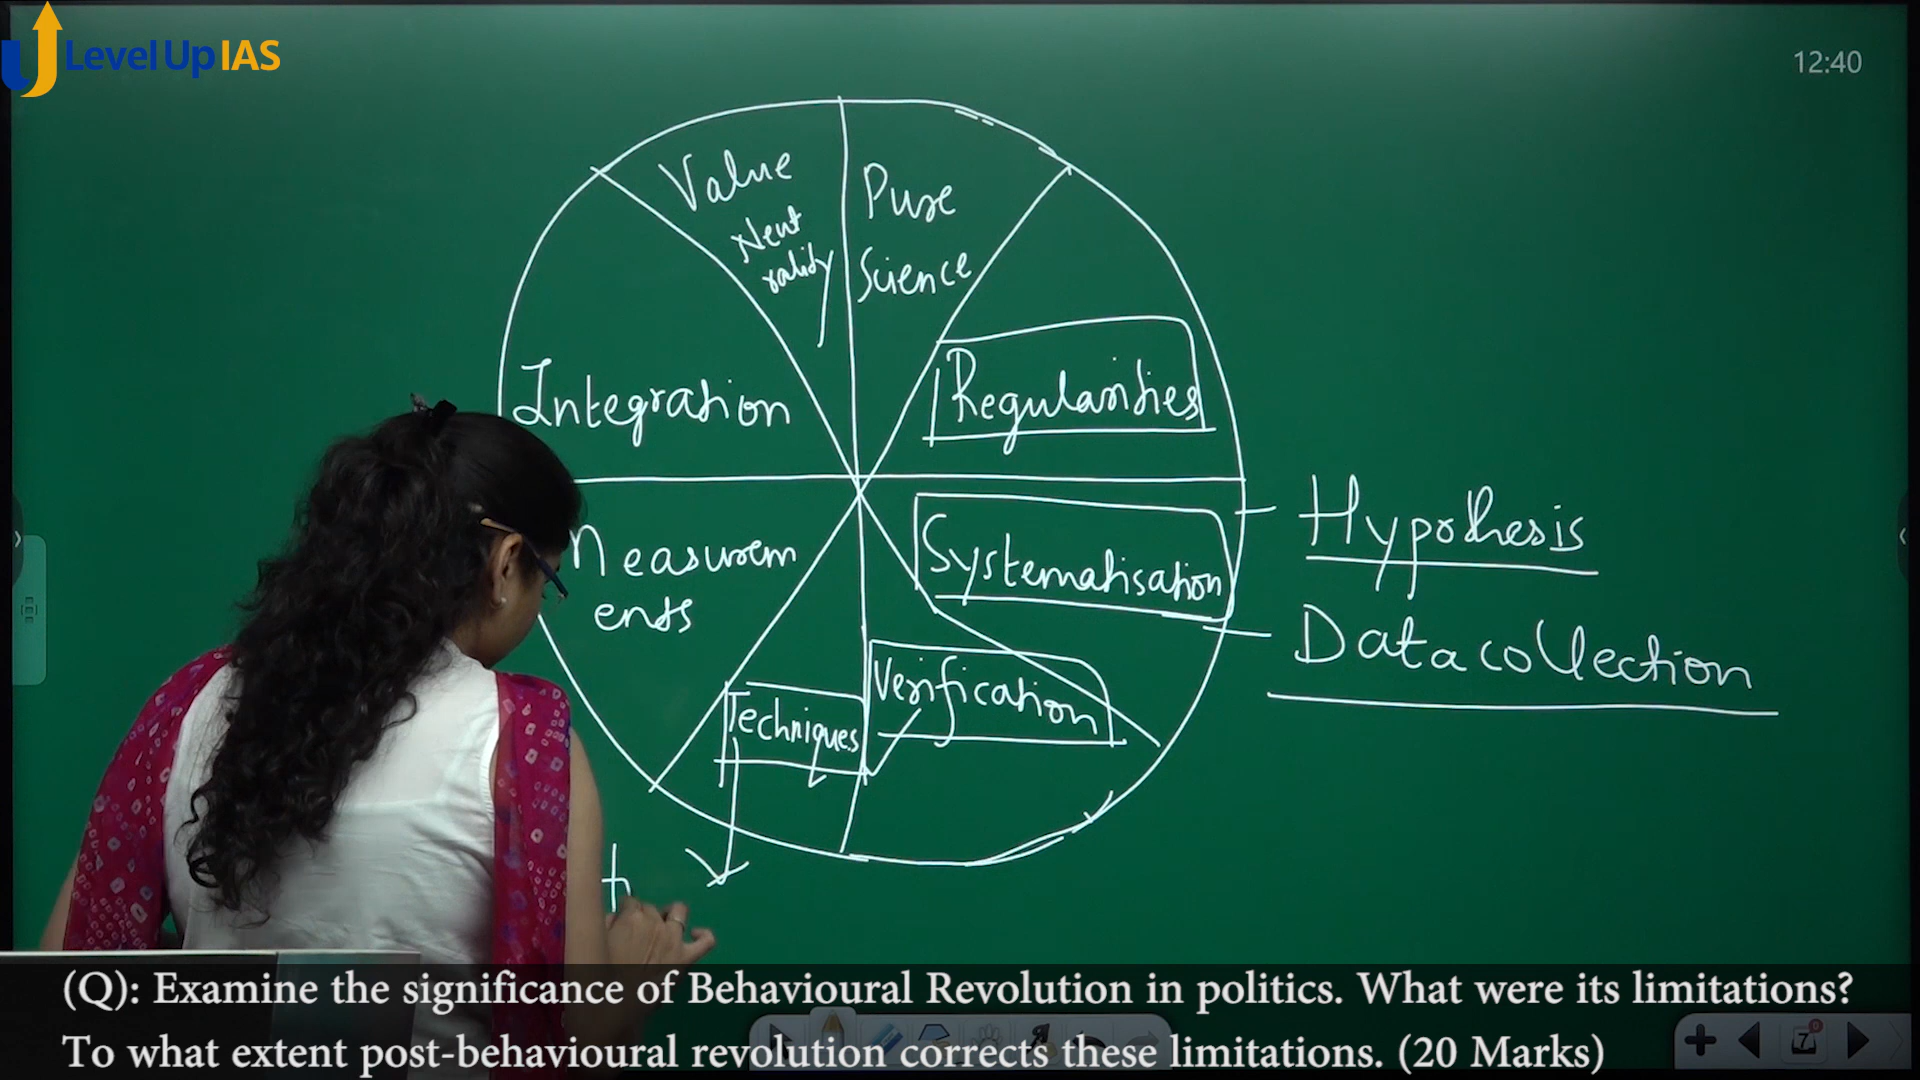 Level Up IAS
12:40
Value
Neut
rality
Pure
Science
Integration
Regularities
Measurem
ents
Systematisation
Hypothesis
Data collection
Techniques
Verification
(Q): Examine the significance of Behavioural Revolution in politics. What were its limitations?
To what extent post-behavioural revolution corrects these limitations. (20 Marks)
7